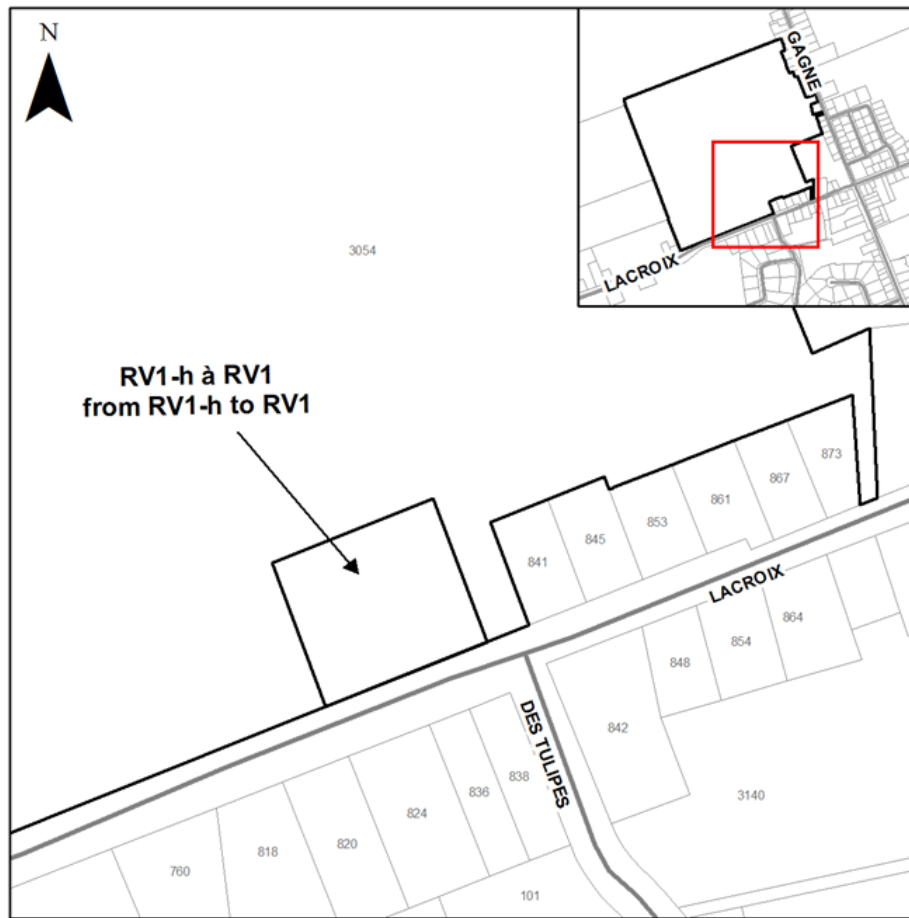 N
GAGNE
LACROIX
3054
RV1-h à RV1
from RV1-h to RV1
873
867
861
853
845
841
LACROIX
864
854
848
842
DES TULIPES
838
836
824
820
818
760
3140
101